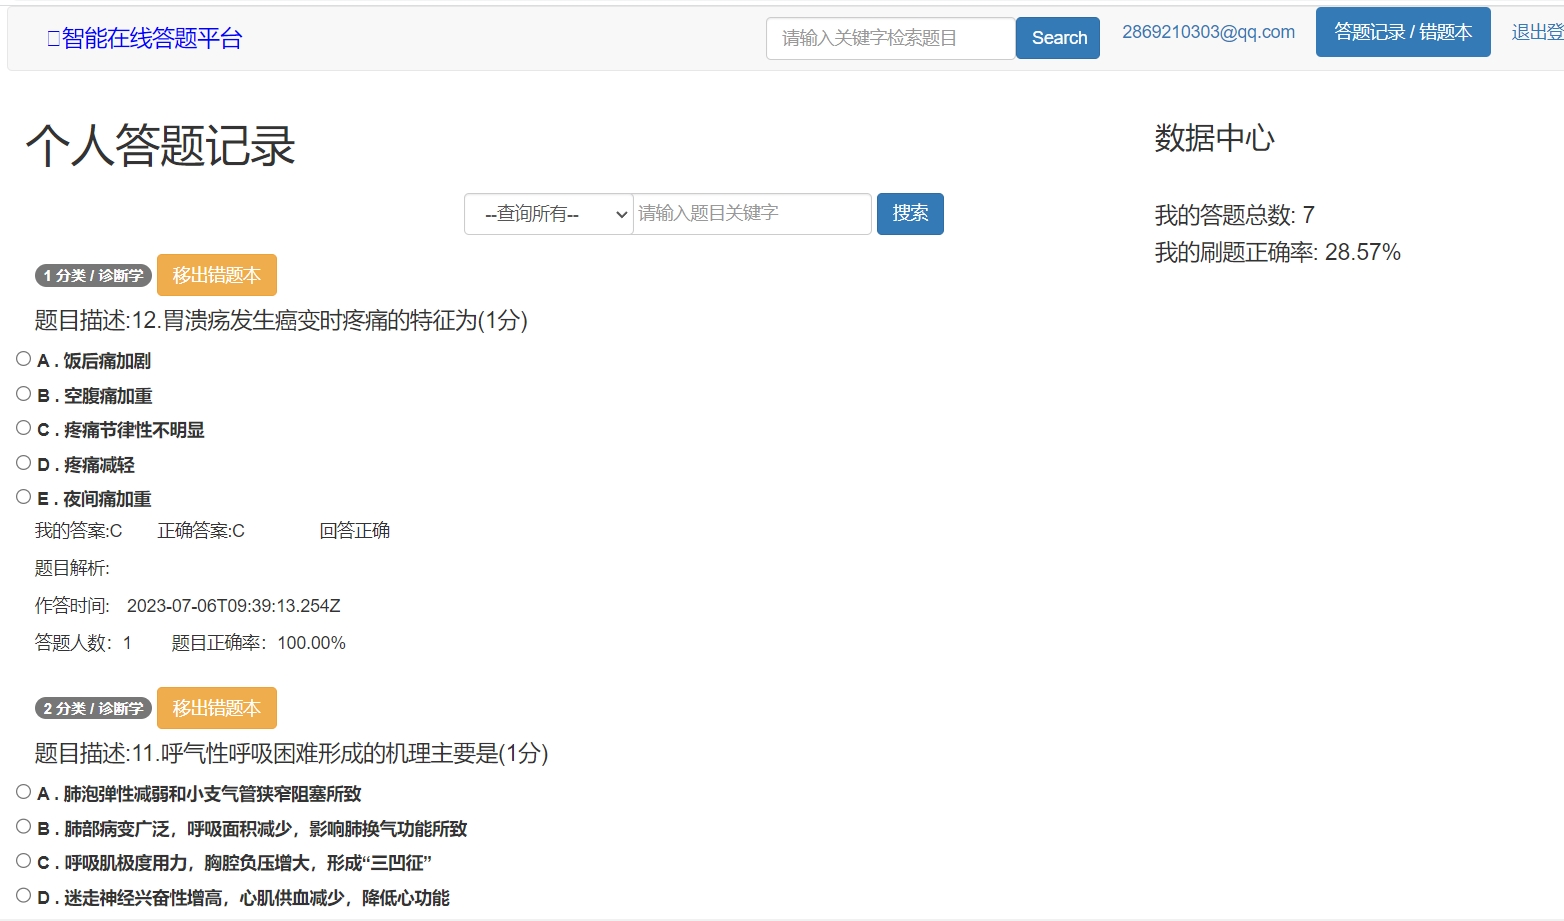 智能在线答题平台
请输入关键字检索题目 Search 2869210303@qq.com 答题记录 / 错题本 退出登
个人答题记录
数据中心
--查询所有-- 请输入题目关键字 搜索
我的答题总数: 7
我的刷题正确率: 28.57%
1 分类 / 诊断学 移出错题本
题目描述:12.胃溃疡发生癌变时疼痛的特征为(1分)
A . 饭后痛加剧
B . 空腹痛加重
C . 疼痛节律性不明显
D . 疼痛减轻
E . 夜间痛加重
我的答案:C 正确答案:C 回答正确
题目解析:
作答时间: 2023-07-06T09:39:13.254Z
答题人数：1 题目正确率：100.00%
2 分类 / 诊断学 移出错题本
题目描述:11.呼气性呼吸困难形成的机理主要是(1分)
A . 肺泡弹性减弱和小支气管狭窄阻塞所致
B . 肺部病变广泛，呼吸面积减少，影响肺换气功能所致
C . 呼吸肌极度用力，胸腔负压增大，形成“三凹征”
D . 迷走神经兴奋性增高，心肌供血减少，降低心功能